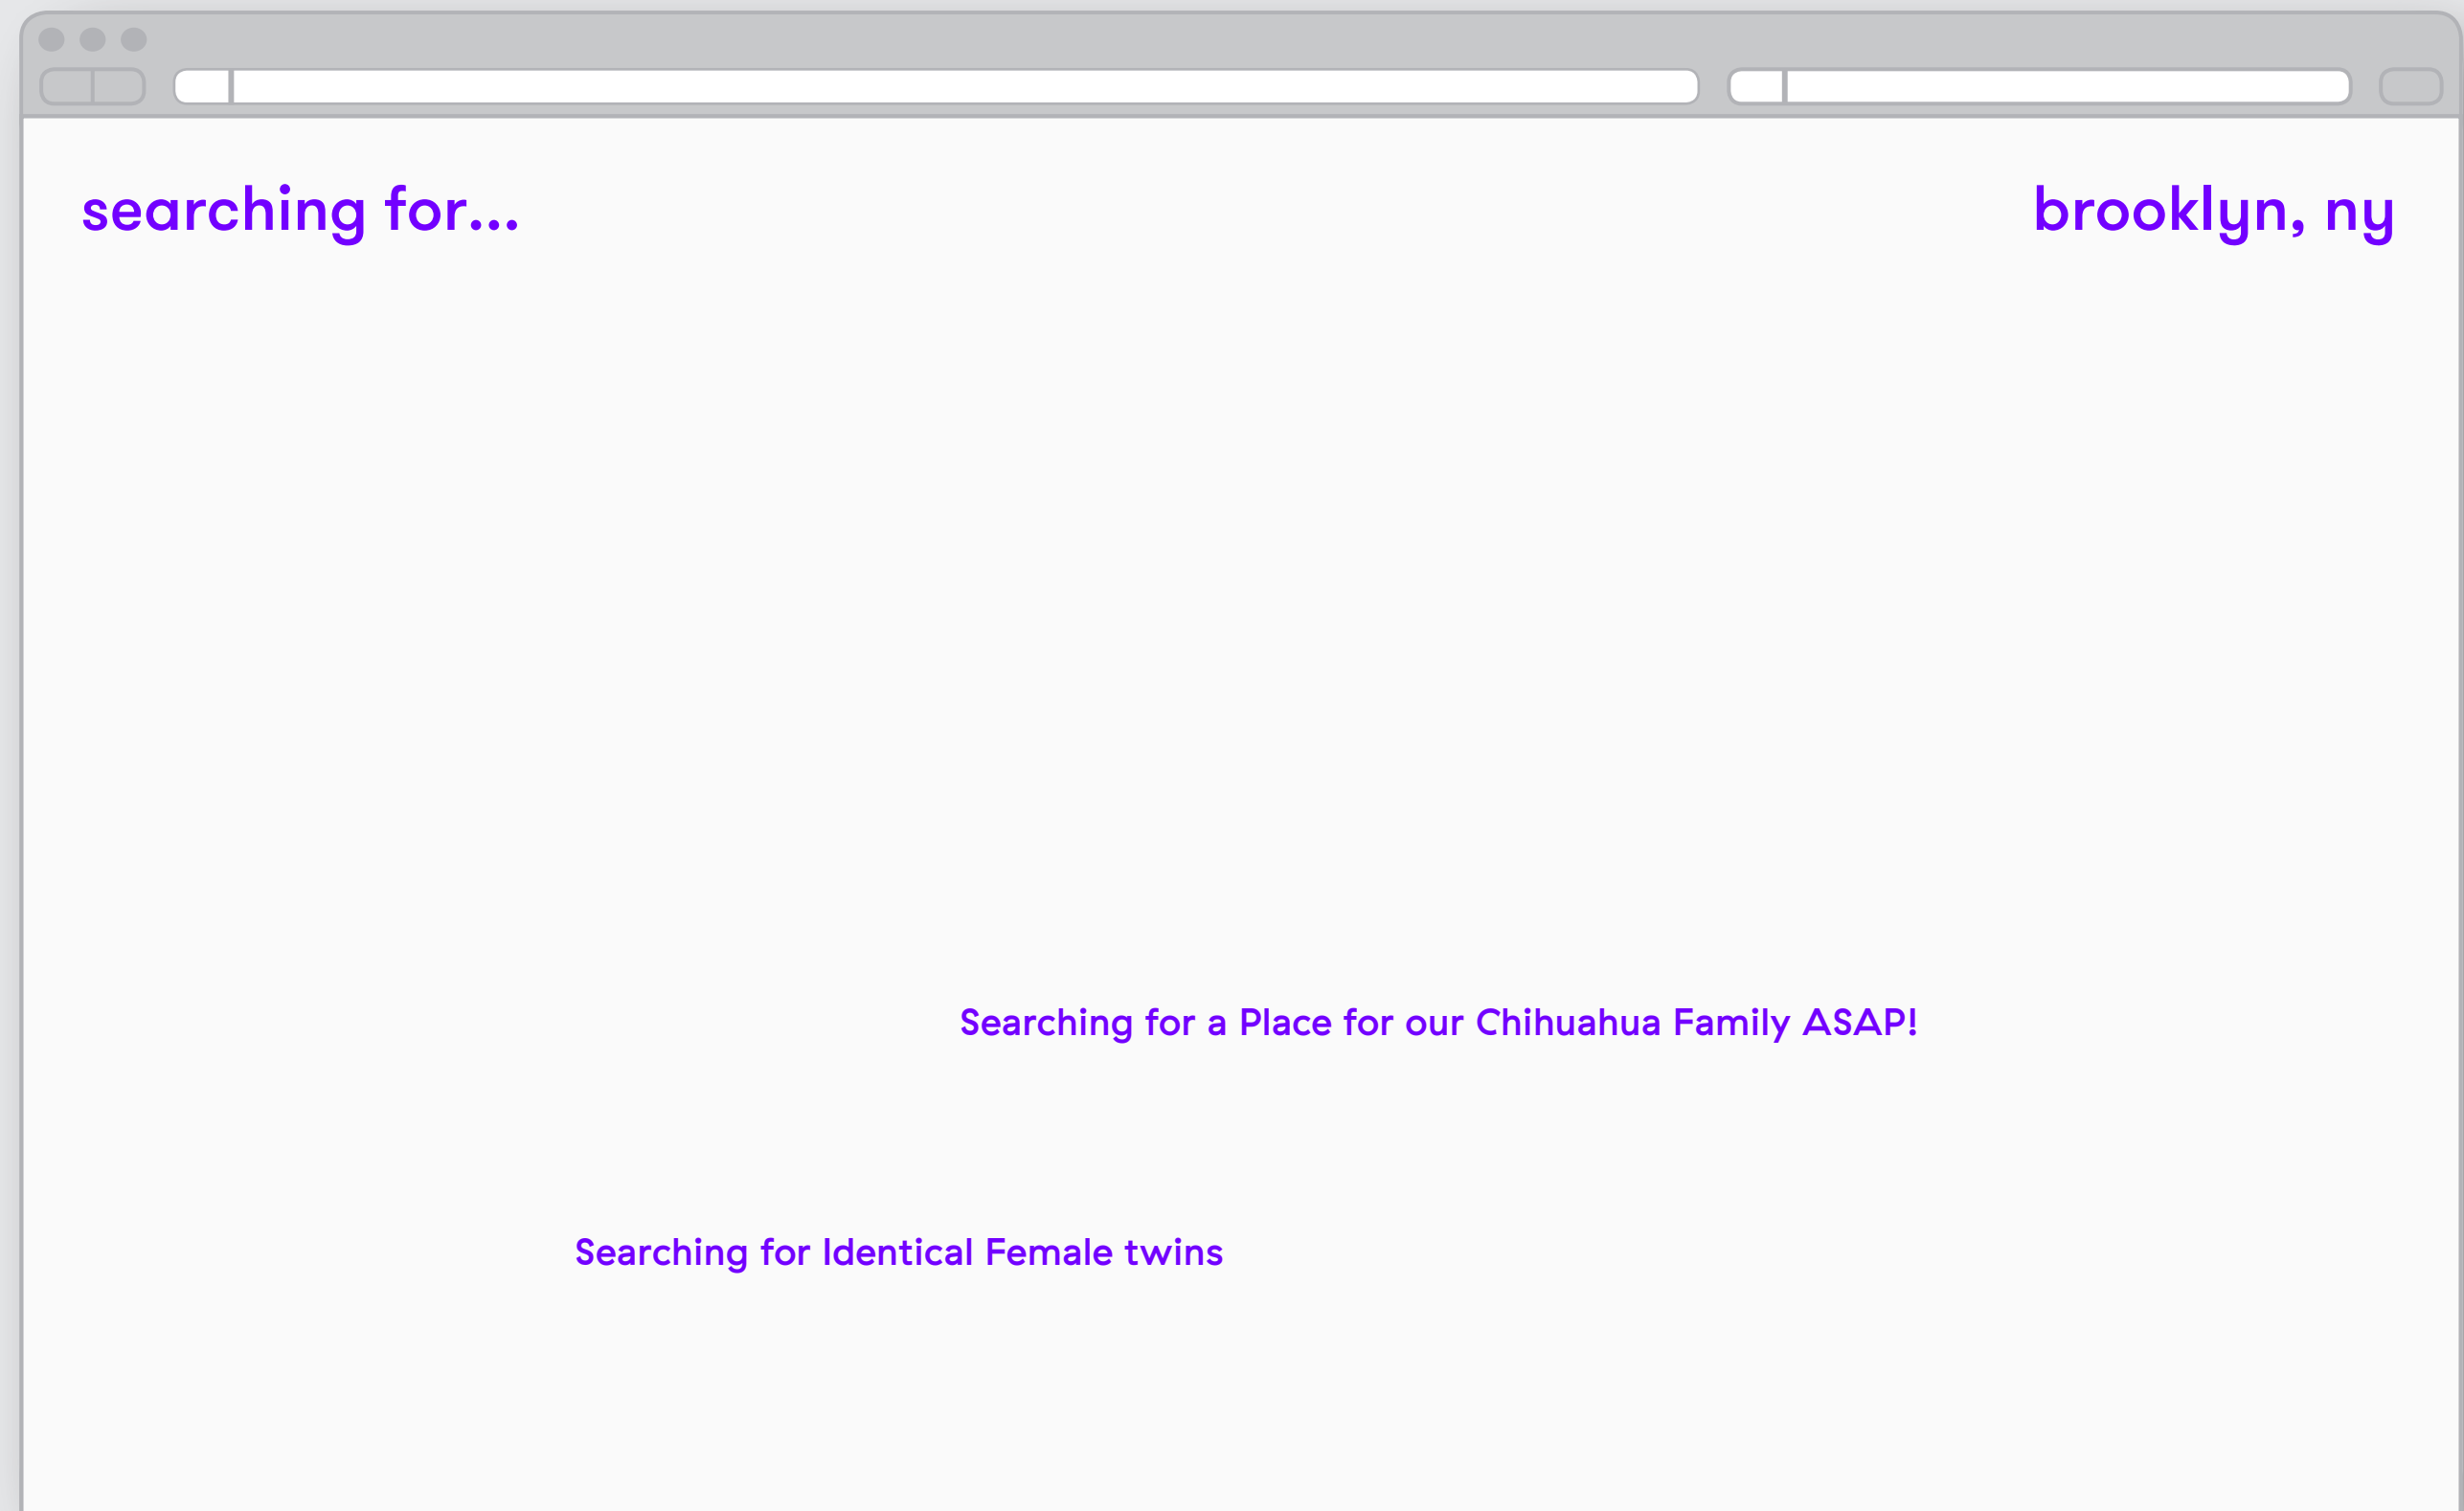 searching for...
brooklyn, ny
Searching for a Place for our Chihuahua Family ASAP!
Searching for Identical Female twins